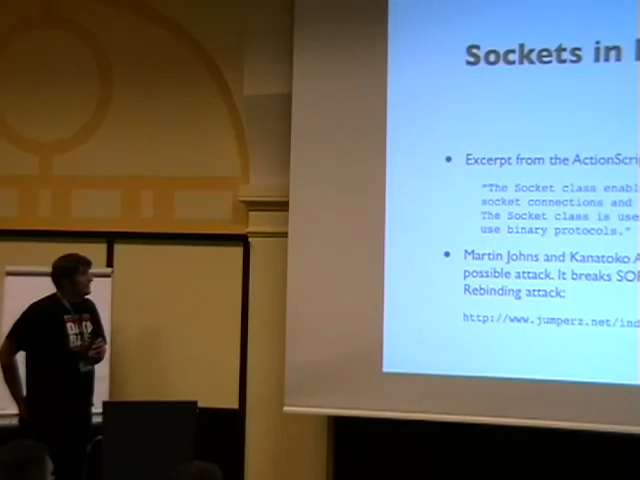 Sockets in
• Excerpt from the ActionScri
"The Socket class enabl
socket connections and
The Socket class is use
use binary protocols."
• Martin Johns and Kanatoko A
possible attack. It breaks SOP
Rebinding attack:
http://www.jumperz.net/ind